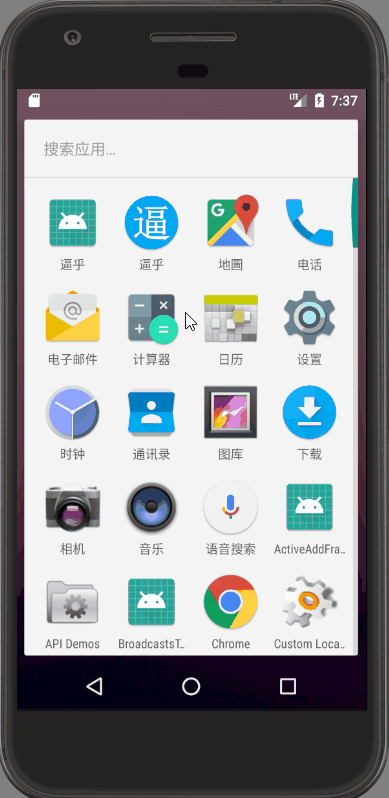 LTE 7:37
搜索应用...
逼
G
逼乎 逼乎 地圖 电话
@
电子邮件 计算器 日历 设置
时钟 通讯录 图库 下载
相机 音乐 语音搜索 ActiveAddFra..
API Demos BroadcastsT.. Chrome Custom Loca..